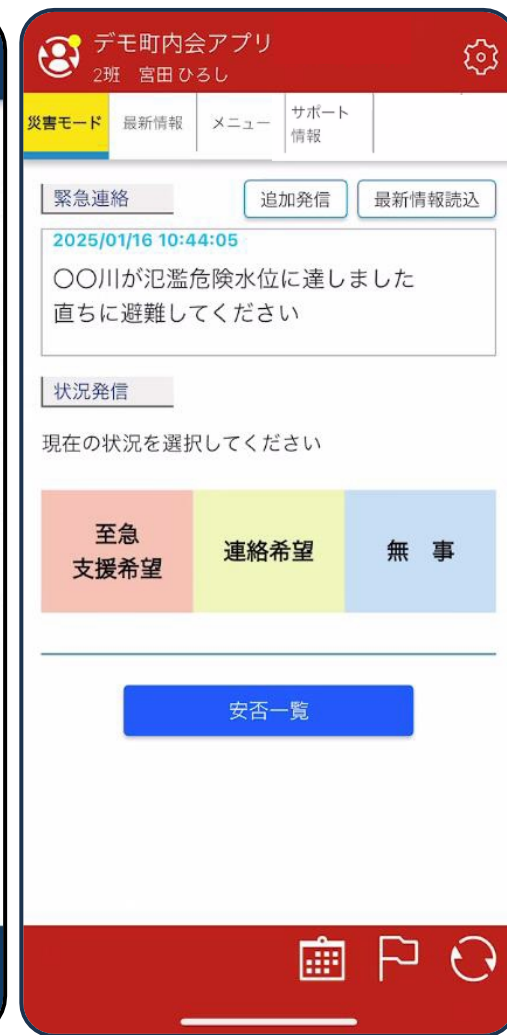 デモ町内会アプリ
2班 宮田 ひろし
災害モード
最新情報
メニュー
サポート
情報
緊急連絡
追加発信
最新情報読込
2025/01/16 10:44:05
〇〇川が氾濫危険水位に達しました
直ちに避難してください
状況発信
現在の状況を選択してください
至急
支援希望
連絡希望
無 事
安否一覧